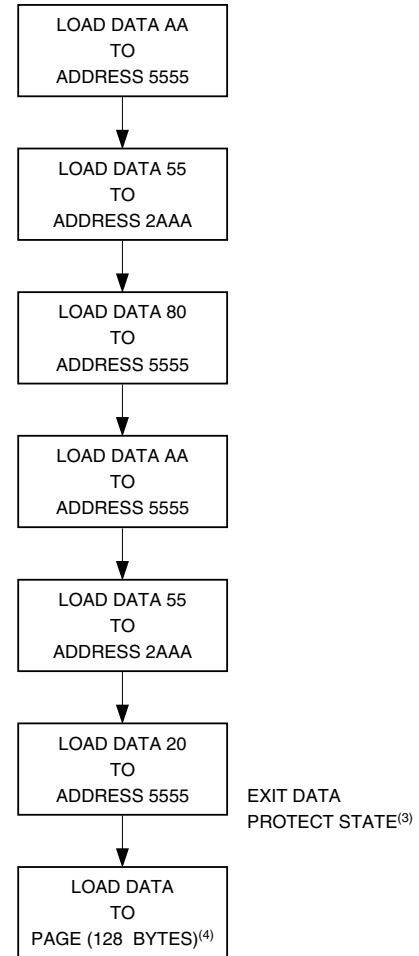 LOAD DATA AA
TO
ADDRESS 5555
LOAD DATA 55
TO
ADDRESS 2AAA
LOAD DATA 80
TO
ADDRESS 5555
LOAD DATA AA
TO
ADDRESS 5555
LOAD DATA 55
TO
ADDRESS 2AAA
LOAD DATA 20
TO
ADDRESS 5555
EXIT DATA
PROTECT STATE(3)
LOAD DATA
TO
PAGE (128 BYTES)(4)